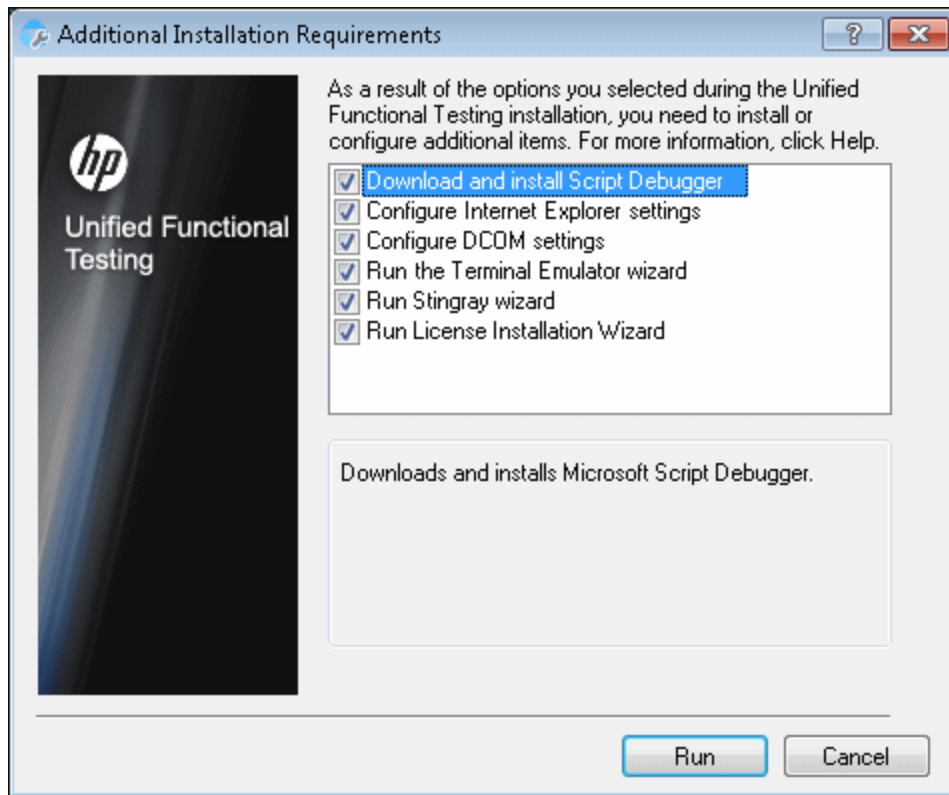 Additional Installation Requirements
hp
Unified Functional
Testing
As a result of the options you selected during the Unified
Functional Testing installation, you need to install or
configure additional items. For more information, click Help.
Download and install Script Debugger
Configure Internet Explorer settings
Configure DCOM settings
Run the Terminal Emulator wizard
Run Stingray wizard
Run License Installation Wizard
Downloads and installs Microsoft Script Debugger.
Run
Cancel